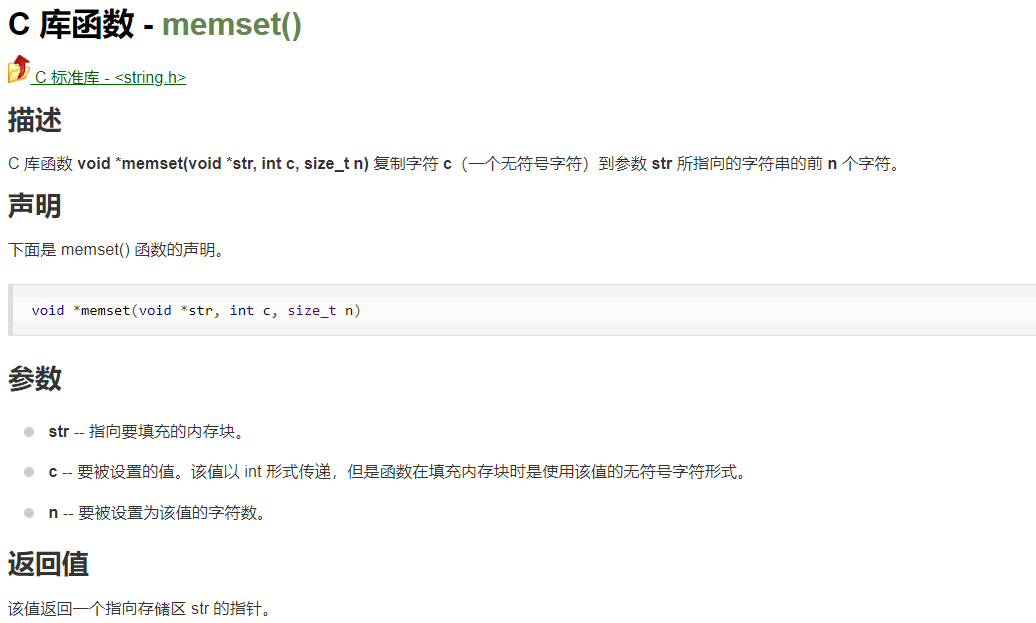 C 库函数 - memset()
C 标准库 - <string.h>
描述
C 库函数 void *memset(void *str, int c, size_t n) 复制字符 c（一个无符号字符）到参数 str 所指向的字符串的前 n 个字符。
声明
下面是 memset() 函数的声明。
void *memset(void *str, int c, size_t n)
参数
str -- 指向要填充的内存块。
c -- 要被设置的值。该值以 int 形式传递，但是函数在填充内存块时是使用该值的无符号字符形式。
n -- 要被设置为该值的字符数。
返回值
该值返回一个指向存储区 str 的指针。